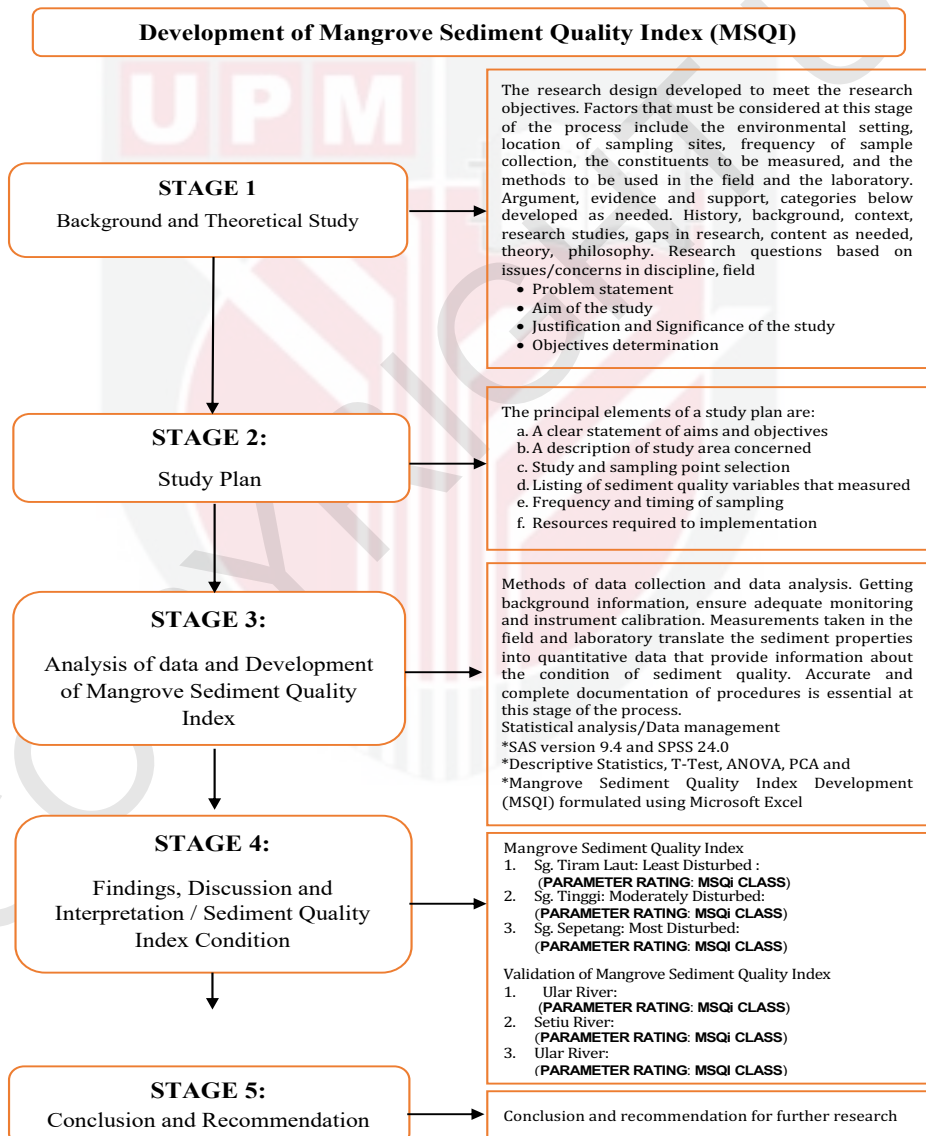 Development of Mangrove Sediment Quality Index (MSQI)
UPM
STAGE 1
Background and Theoretical Study
The research design developed to meet the research
objectives. Factors that must be considered at this stage
of the process include the environmental setting,
location of sampling sites, frequency of sample
collection, the constituents to be measured, and the
methods to be used in the field and the laboratory.
Argument, evidence and support, categories below
developed as needed. History, background, context,
research studies, gaps in research, content as needed,
theory, philosophy. Research questions based on
issues/concerns in discipline, field
• Problem statement
• Aim of the study
• Justification and Significance of the study
• Objectives determination
STAGE 2:
Study Plan
The principal elements of a study plan are:
a. A clear statement of aims and objectives
b. A description of study area concerned
c. Study and sampling point selection
d. Listing of sediment quality variables that measured
e. Frequency and timing of sampling
f. Resources required to implementation
STAGE 3:
Analysis of data and Development
of Mangrove Sediment Quality
Index
Methods of data collection and data analysis. Getting
background information, ensure adequate monitoring
and instrument calibration. Measurements taken in the
field and laboratory translate the sediment properties
into quantitative data that provide information about
the condition of sediment quality. Accurate and
complete documentation of procedures is essential at
this stage of the process.
Statistical analysis/Data management
*SAS version 9.4 and SPSS 24.0
*Descriptive Statistics, T-Test, ANOVA, PCA and
*Mangrove Sediment Quality Index Development
(MSQI) formulated using Microsoft Excel
STAGE 4:
Findings, Discussion and
Interpretation / Sediment Quality
Index Condition
Mangrove Sediment Quality Index
1. Sg. Tiram Laut: Least Disturbed :
(PARAMETER RATING: MSQi CLASS)
2. Sg. Tinggi: Moderately Disturbed:
(PARAMETER RATING: MSQi CLASS)
3. Sg. Sepetang: Most Disturbed:
(PARAMETER RATING: MSQI CLASS)
Validation of Mangrove Sediment Quality Index
1. Ular River:
(PARAMETER RATING: MSQi CLASS)
2. Setiu River:
(PARAMETER RATING: MSQi CLASS)
3. Ular River:
(PARAMETER RATING: MSQI CLASS)
STAGE 5:
Conclusion and Recommendation
Conclusion and recommendation for further research
COPYRIGHT U